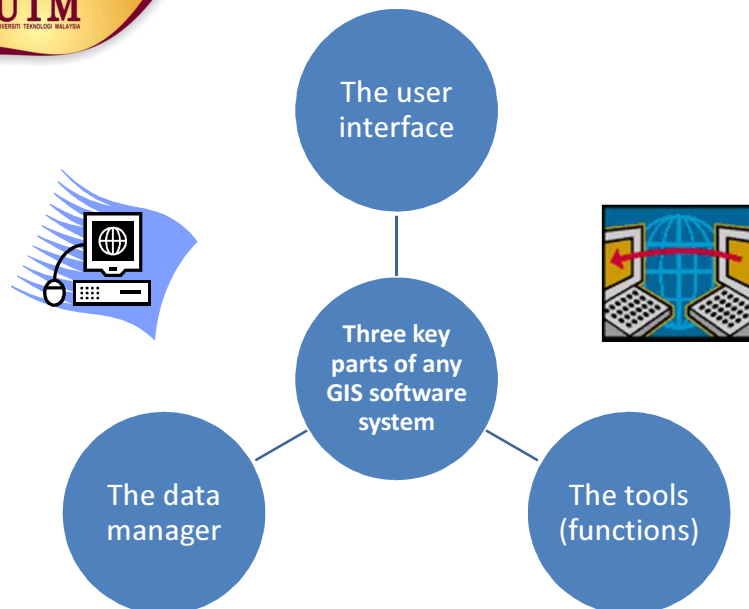 UTM
UNIVERSITI TEKNOLOGI MALAYSIA
The user
interface
Three key
parts of any
GIS software
system
The data
manager
The tools
(functions)